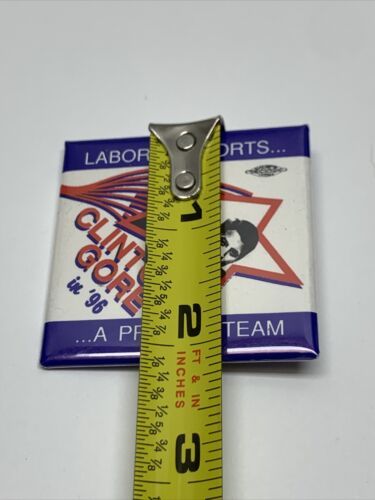 LABOR ORTS...
CLINT
GORE
in '96
...A PR TEAM
1
2
FT & IN
INCHES
3